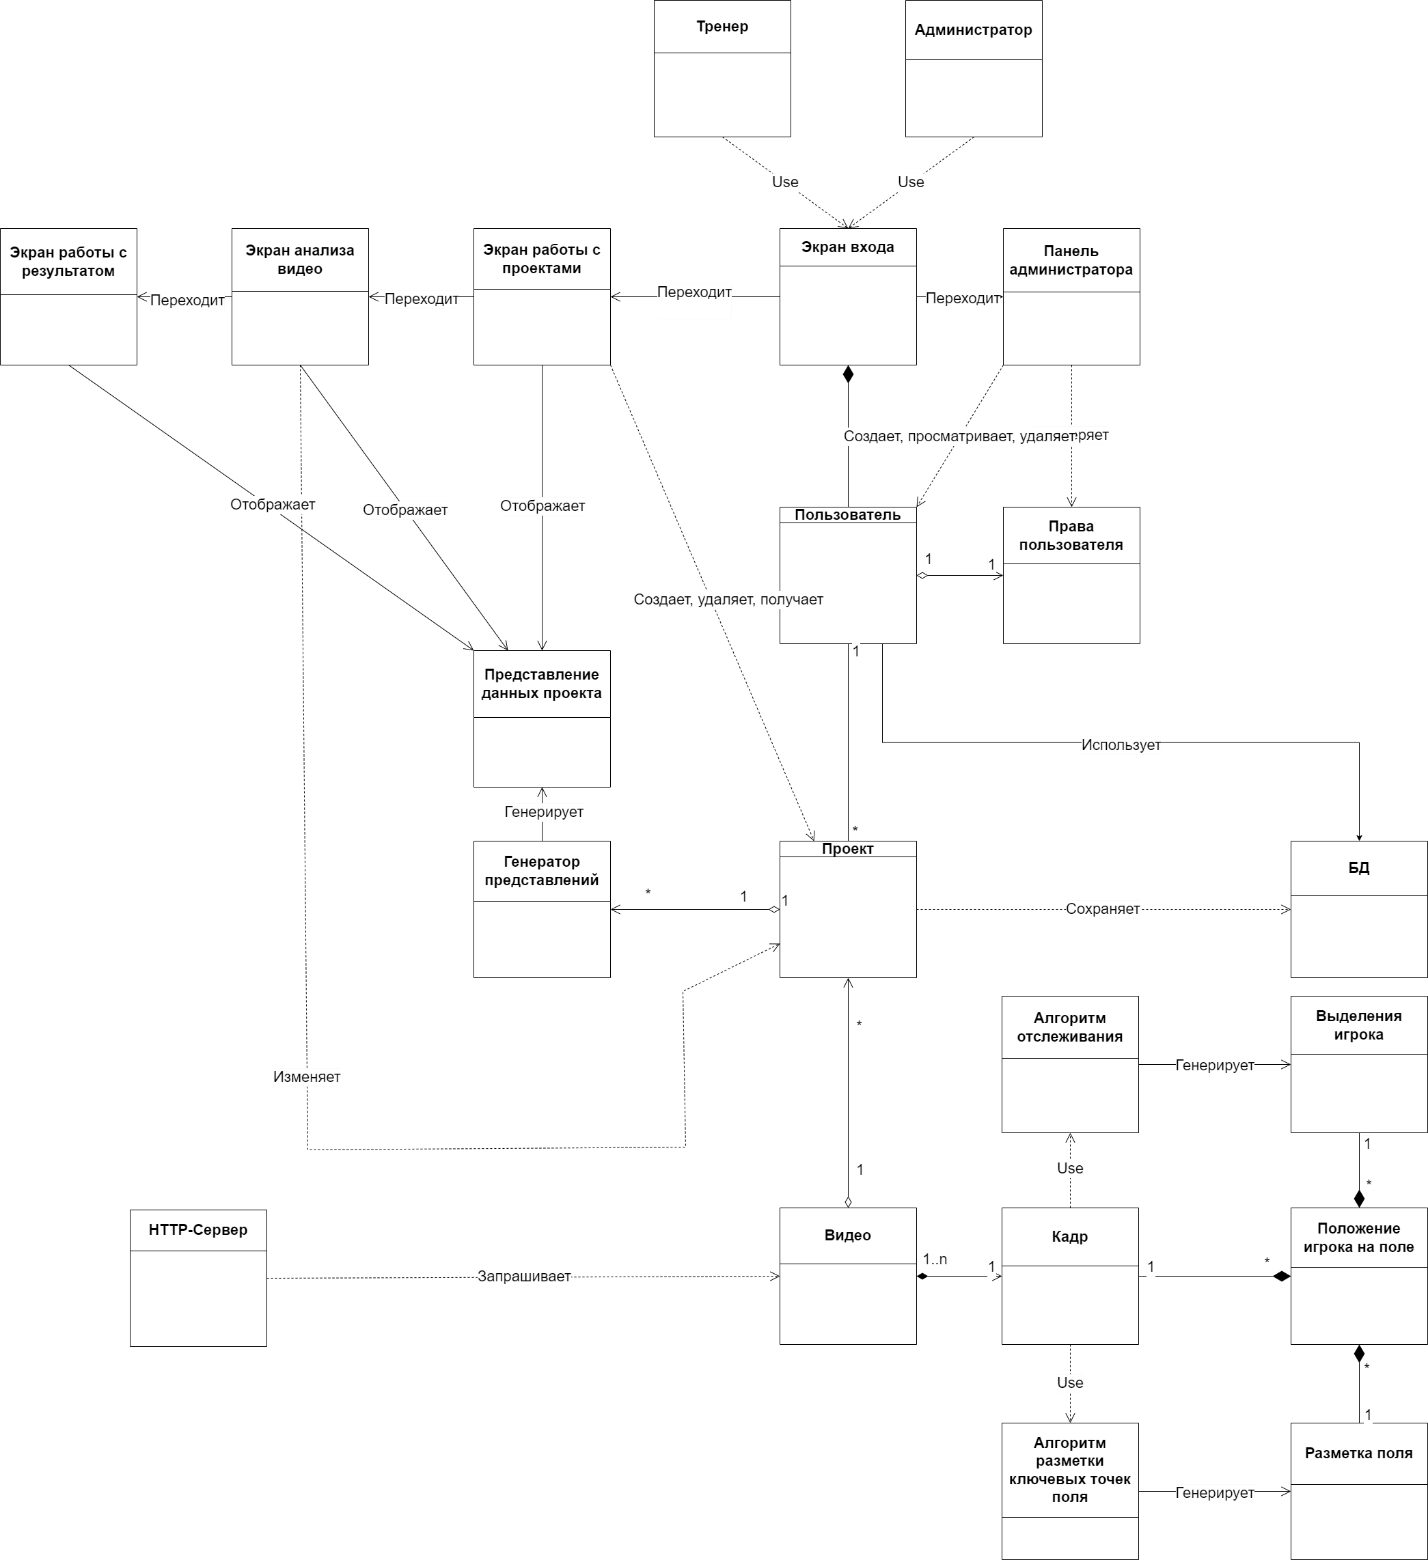 Тренер
Администратор
Use
Use
Экран работы с
результатом
Экран анализа
видео
Экран работы с
проектами
Экран входа
Панель
администратора
Переходит
Переходит
Переходит
Переходит
Создает, просматривает, удаляет
ряет
Отображает
Отображает
Отображает
Пользователь
Права
пользователя
1
1
Создает, удаляет, получает
1
Представление
данных проекта
Использует
Генерирует
*
Генератор
представлений
Проект
БД
*
1
1
Сохраняет
Изменяет
*
Алгоритм
отслеживания
Генерирует
Выделения
игрока
1
1
Use
*
HTTP-Сервер
Запрашивает
Видео
1..n
1
Кадр
1
*
Положение
игрока на поле
Use
*
1
Алгоритм
разметки
ключевых точек
поля
Генерирует
Разметка поля